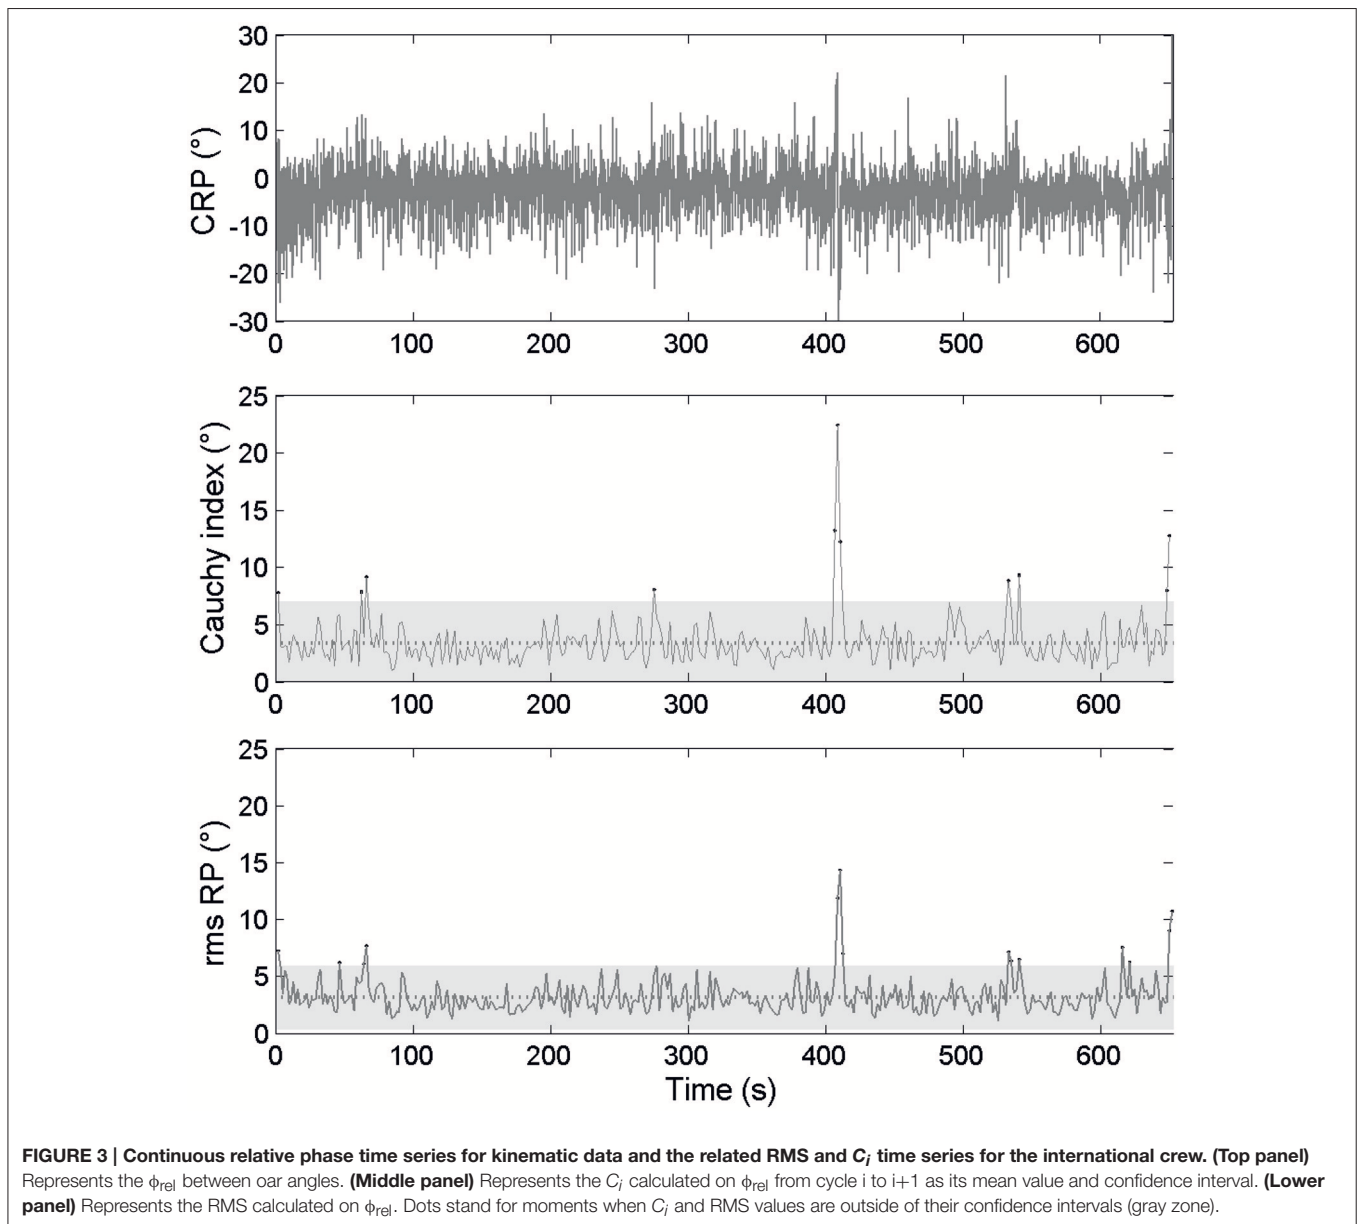 30
20
10
0
-10
-20
-30
CRP (°)
0 100 200 300 400 500 600
25
20
15
10
5
0
Cauchy index (°)
0 100 200 300 400 500 600
25
20
15
10
5
0
rms RP (°)
0 100 200 300 400 500 600
Time (s)
FIGURE 3 | Continuous relative phase time series for kinematic data and the related RMS and Ci time series for the international crew. (Top panel)
Represents the ϕrel between oar angles. (Middle panel) Represents the Ci calculated on ϕrel from cycle i to i+1 as its mean value and confidence interval. (Lower
panel) Represents the RMS calculated on ϕrel. Dots stand for moments when Ci and RMS values are outside of their confidence intervals (gray zone).